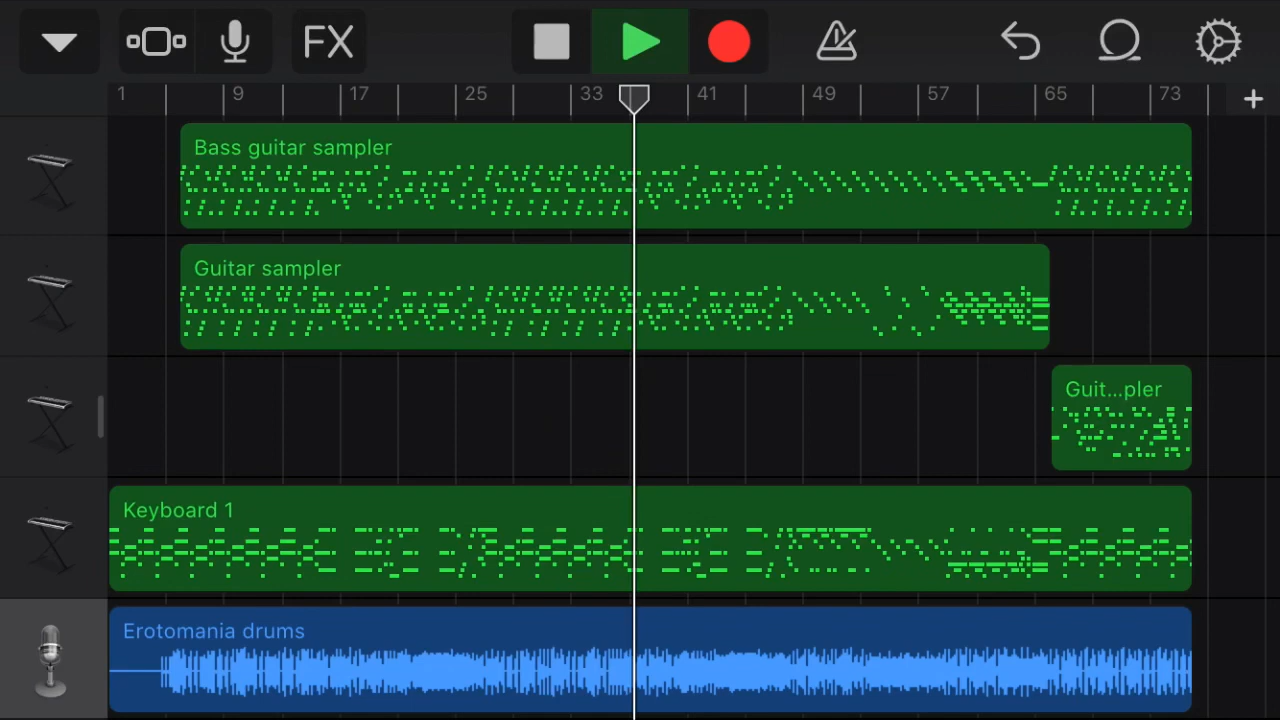 FX
1 9 17 25 33 41 49 57 65 73
Bass guitar sampler
Guitar sampler
Guit...pler
Keyboard 1
Erotomania drums